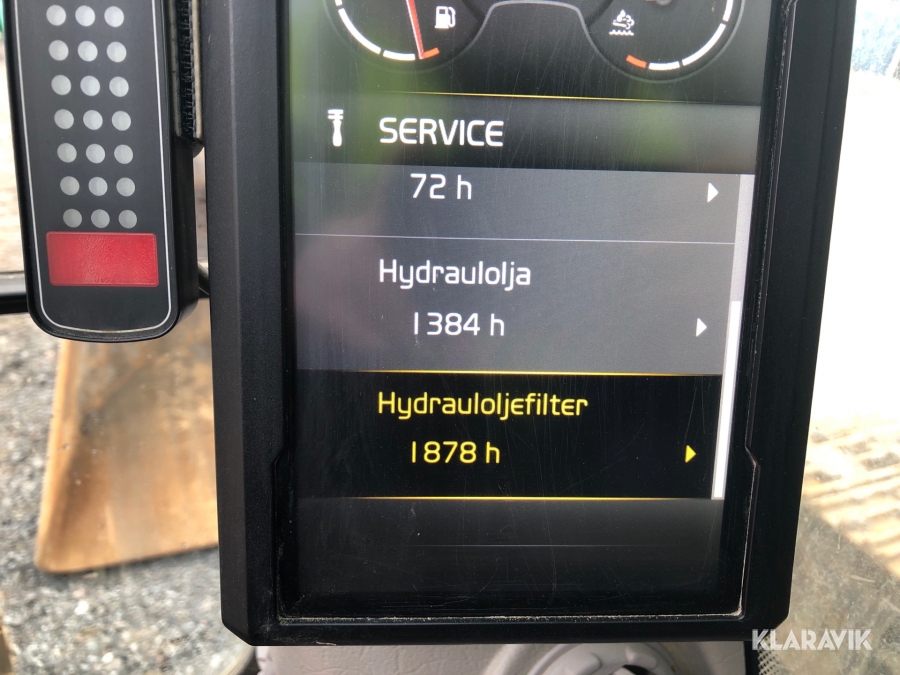 SERVICE
72 h
Hydraulolja
1384 h
Hydrauloljefilter
1878 h
KLARAVIK